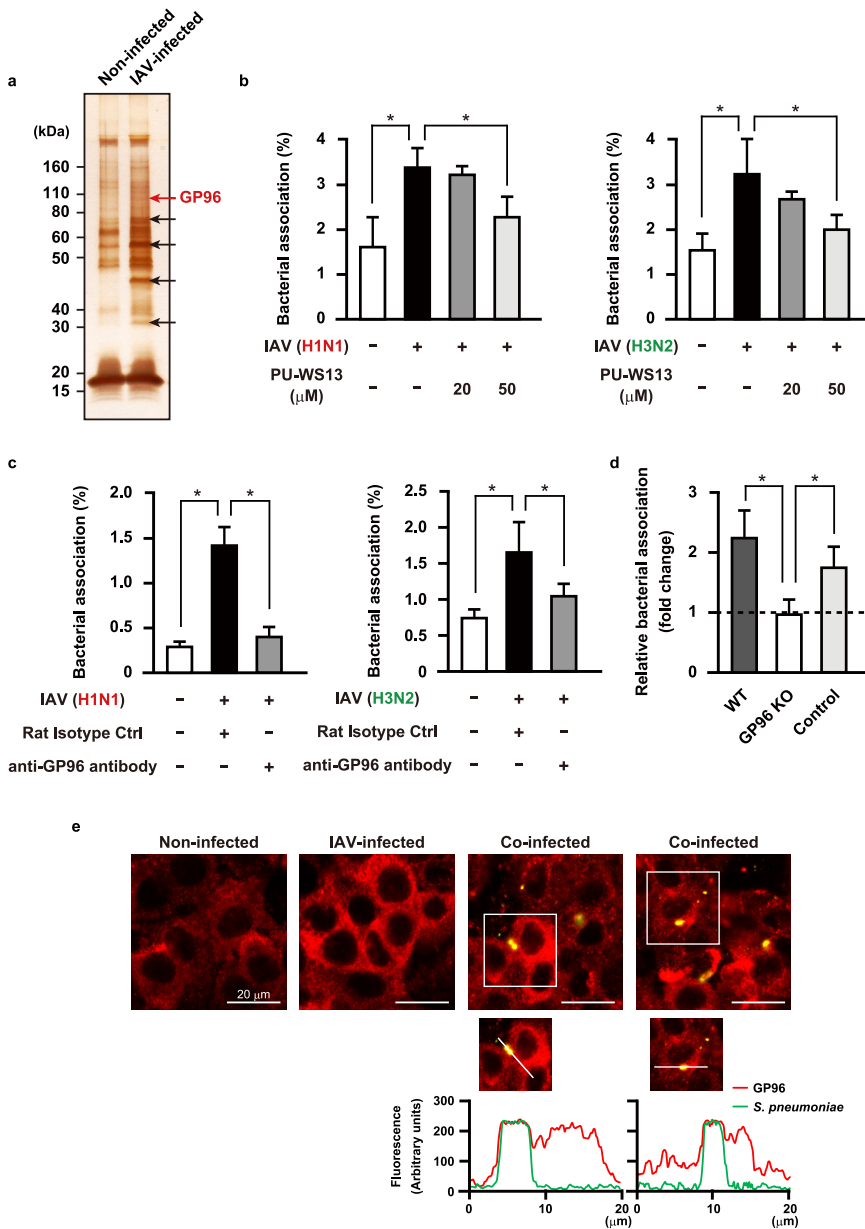 a
Non-infected
IAV-infected
(kDa)
160
110
80
60
50
40
30
20
15
GP96
b
Bacterial association (%)
4
3
2
1
0
*
*
IAV (H1N1) – + + +
PU-WS13
(μM) – – 20 50
Bacterial association (%)
4
3
2
1
0
*
*
IAV (H3N2) – + + +
PU-WS13
(μM) – – 20 50
c
Bacterial association (%)
2.0
1.5
1.0
0.5
0
*
*
IAV (H1N1) – + +
Rat Isotype Ctrl – + –
anti-GP96 antibody – – +
Bacterial association (%)
2.5
2.0
1.5
1.0
0.5
0
*
*
IAV (H3N2) – + +
Rat Isotype Ctrl – + –
anti-GP96 antibody – – +
d
Relative bacterial association
(fold change)
3
2
1
0
*
*
WT
GP96 KO
Control
e
Non-infected
IAV-infected
Co-infected
Co-infected
20 μm
GP96
S. pneumoniae
Fluorescence
(Arbitrary units)
300
200
100
0
0 10 20
(μm)
0 10 20
(μm)